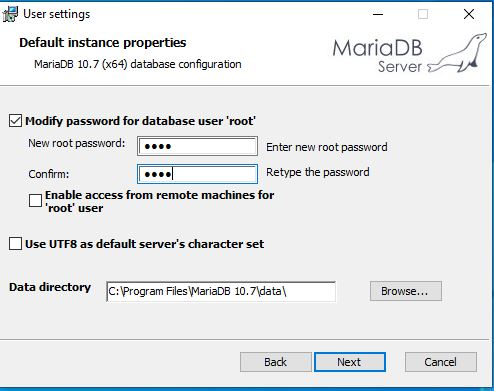 User settings
Default instance properties
MariaDB 10.7 (x64) database configuration
MariaDB
Server
Modify password for database user 'root'
New root password: •••• Enter new root password
Confirm: •••• Retype the password
Enable access from remote machines for
'root' user
Use UTF8 as default server's character set
Data directory C:\Program Files\MariaDB 10.7\data\ Browse...
Back Next Cancel